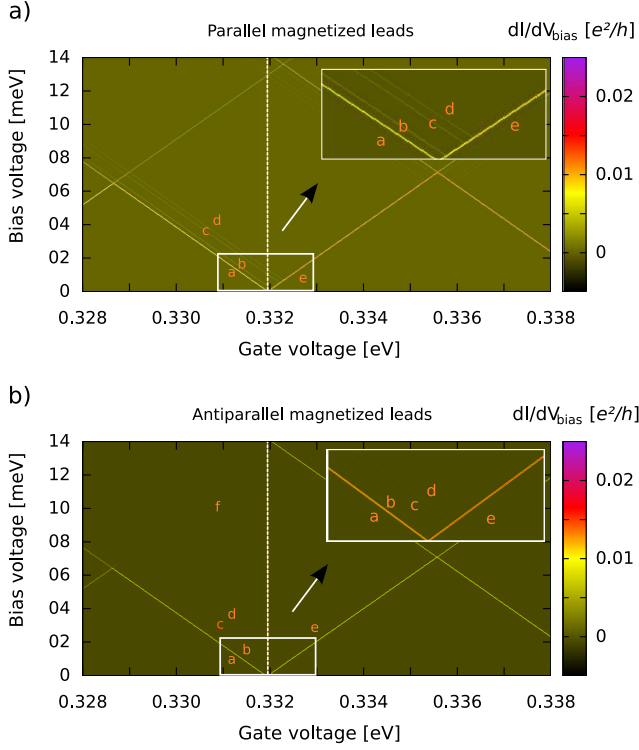 a)
Parallel magnetized leads
dI/dVbias [e²/h]
14
12
10
08
06
04
02
0
Bias voltage [meV]
a
b
c
d
e
a
b
c
d
e
0.02
0.01
0
0.328
0.330
0.332
0.334
0.336
0.338
Gate voltage [eV]
b)
Antiparallel magnetized leads
dI/dVbias [e²/h]
14
12
10
08
06
04
02
0
Bias voltage [meV]
f
a
b
c
d
e
a
b
c
d
e
0.02
0.01
0
0.328
0.330
0.332
0.334
0.336
0.338
Gate voltage [eV]